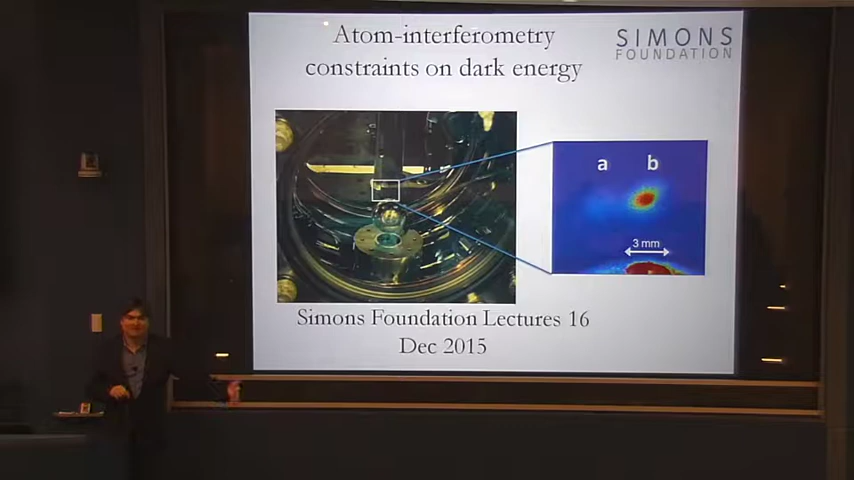 Atom-interferometry
constraints on dark energy
SIMONS
FOUNDATION
a b
3 mm
Simons Foundation Lectures 16
Dec 2015